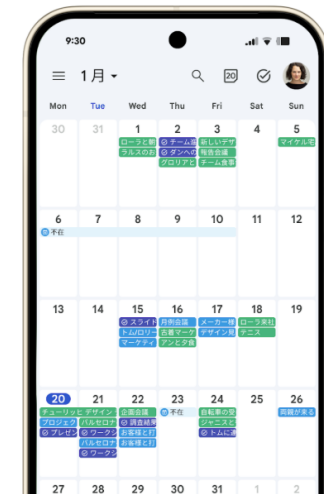 9:30
1月
20
Mon Tue Wed Thu Fri Sat Sun
30 31 1 2 3 4 5
ローラと朝 チーム協 新しいデザ マイケル宅
ラルスのお ダンへの 報告会議
グロリアと チーム食事
6 7 8 9 10 11 12
不在
13 14 15 16 17 18 19
スライド 月例会議 メーカー様 ローラ来社
トム/ロリー 古着マーケ デザイン見 テニス
マーケティ アンと夕食
20 21 22 23 24 25 26
チューリッヒ デザイン 企画会議 不在 自転車の受 両親が来る
プロジェク バルセロナ 調査結果 ジャニスと
プレゼン ワークシ お客様と打 トムに連
バルセロナ お客様と打
ワークシ
27 28 29 30 31 1 2